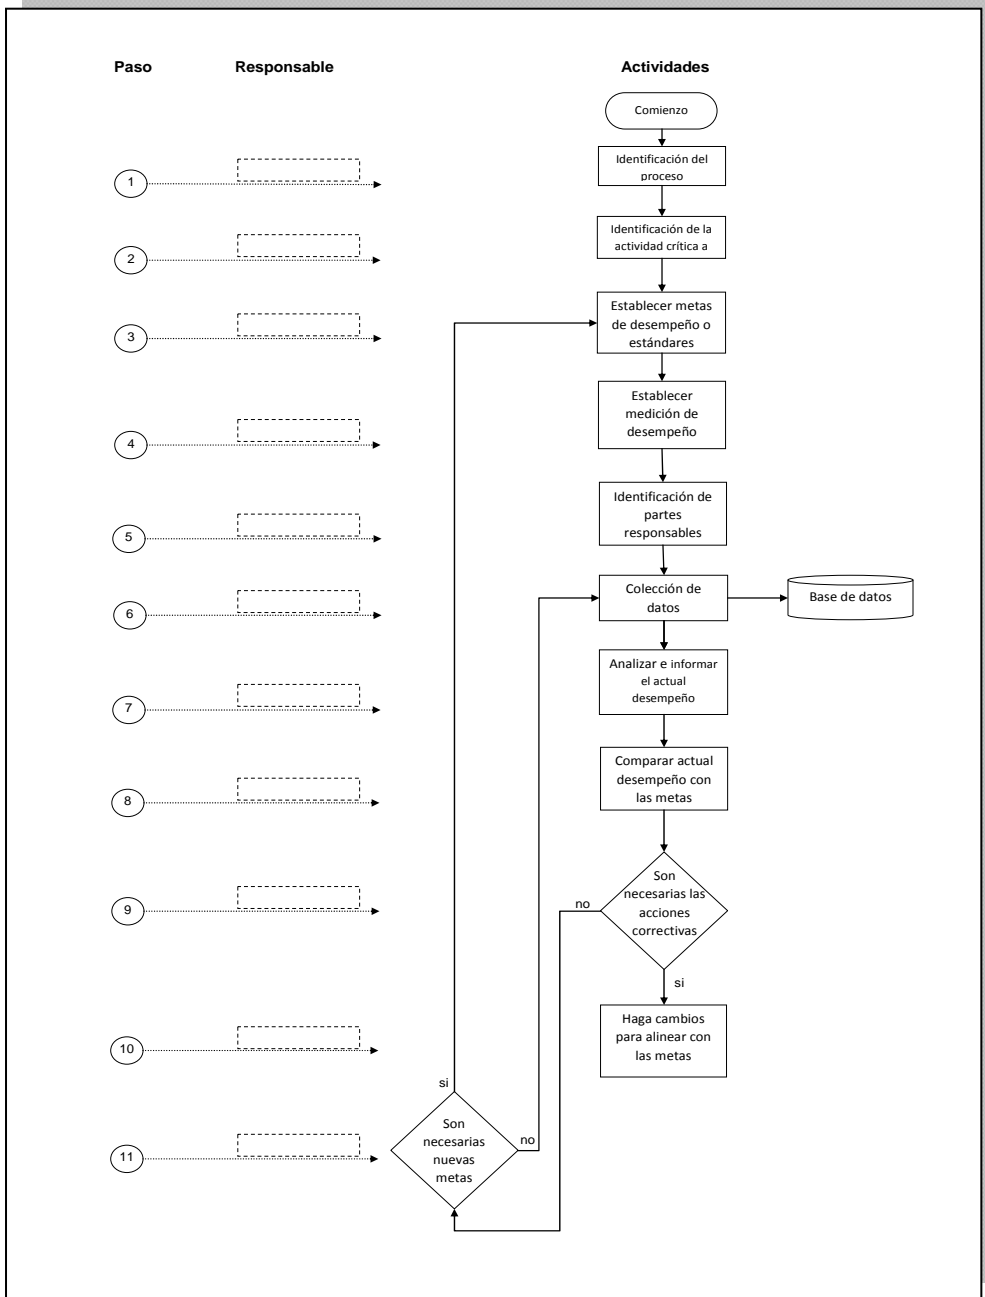 Paso Responsable Actividades
Comienzo
1
Identificación del
proceso
2
Identificación de la
actividad crítica a
3
Establecer metas
de desempeño o
estándares
4
Establecer
medición de
desempeño
5
Identificación de
partes
responsables
6
Colección de
datos
Base de datos
7
Analizar e informar
el actual
desempeño
8
Comparar actual
desempeño con
las metas
9
Son
necesarias las
acciones
correctivas
no
si
10
Haga cambios
para alinear con
las metas
si
11
Son
necesarias
nuevas
metas
no